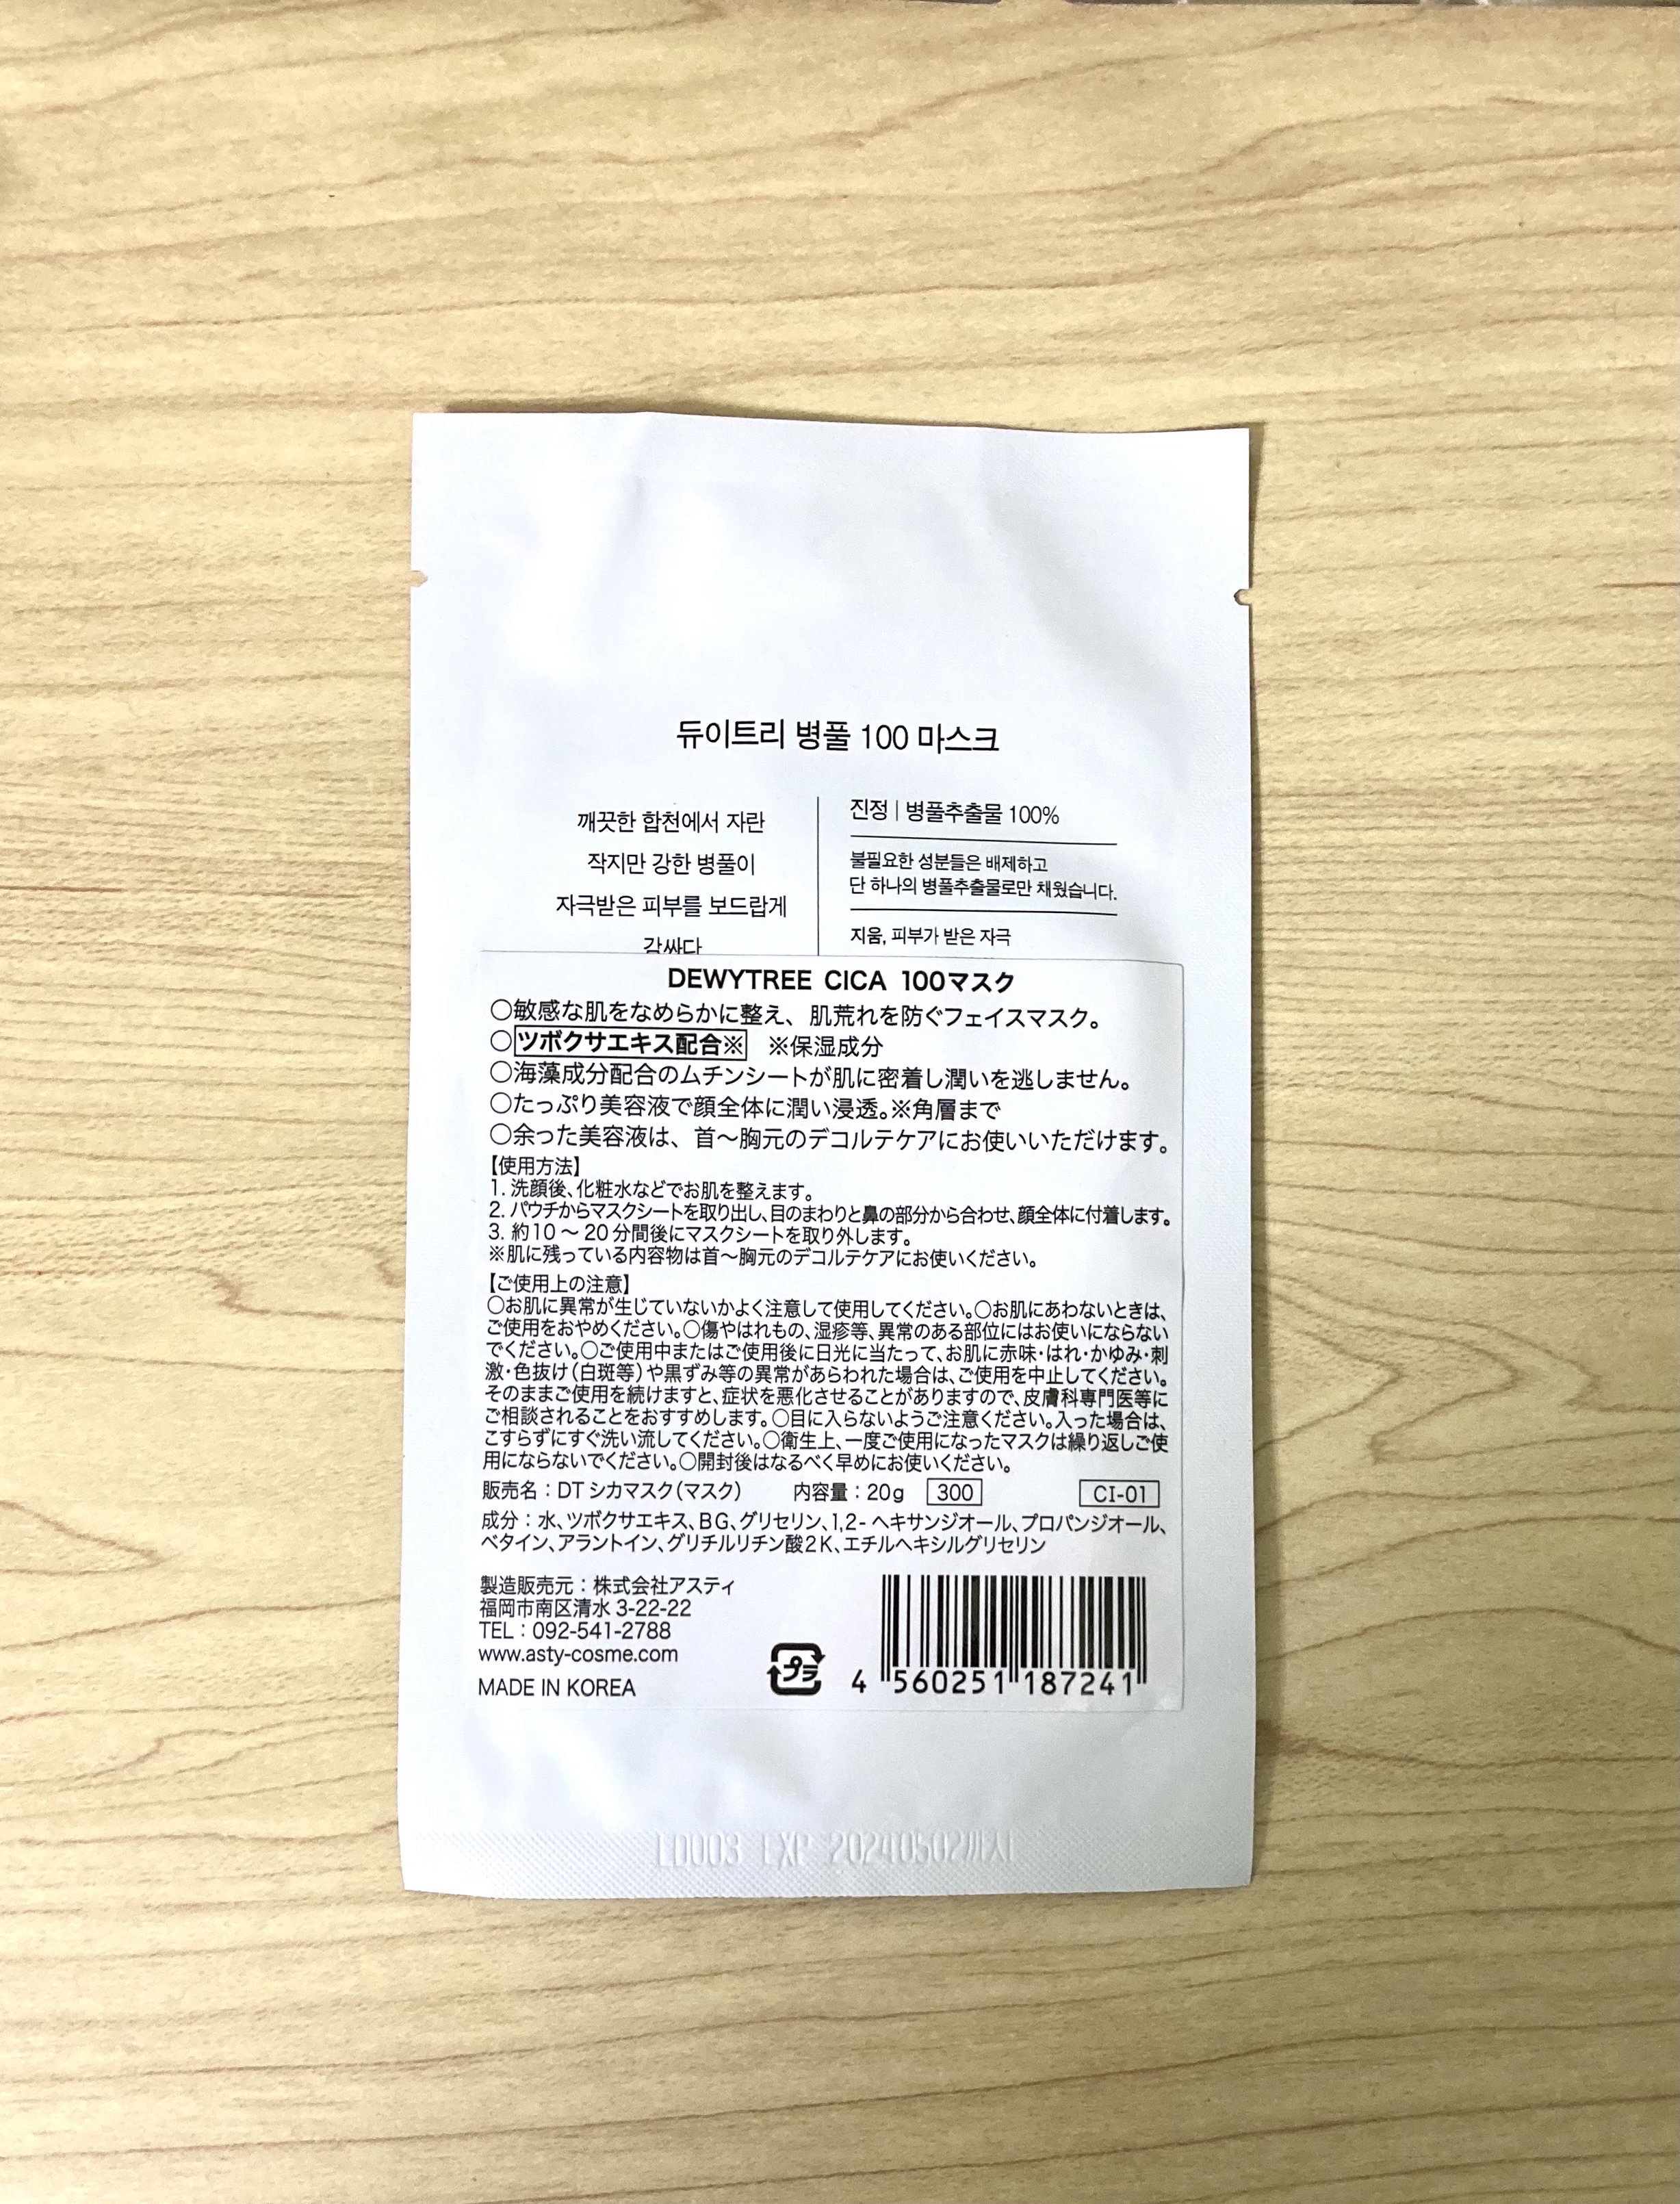 듀이트리 병풀 100 마스크
깨끗한 합천에서 자란
작지만 강한 병풀이
자극받은 피부를 보드랍게
감싸다
진정 | 병풀추출물 100%
불필요한 성분들은 배제하고
단 하나의 병풀추출물로만 채웠습니다.
지움, 피부가 받은 자극
DEWYTREE CICA 100マスク
○敏感な肌をなめらかに整え、肌荒れを防ぐフェイスマスク。
○ツボクサエキス配合※ ※保湿成分
○海藻成分配合のムチンシートが肌に密着し潤いを逃しません。
○たっぷり美容液で顔全体に潤い浸透。※角層まで
○余った美容液は、首～胸元のデコルテケアにお使いいただけます。
【使用方法】
1. 洗顔後、化粧水などでお肌を整えます。
2. パウチからマスクシートを取り出し、目のまわりと鼻の部分から合わせ、顔全体に付着します。
3. 約10～20分間後にマスクシートを取り外します。
※肌に残っている内容物は首～胸元のデコルテケアにお使いください。
【ご使用上の注意】
○お肌に異常が生じていないかよく注意して使用してください。○お肌にあわないときは、
ご使用をおやめください。○傷やはれもの、湿疹等、異常のある部位にはお使いにならない
でください。○ご使用中またはご使用後に日光に当たって、お肌に赤味・はれ・かゆみ・刺
激・色抜け（白斑等）や黒ずみ等の異常があらわれた場合は、ご使用を中止してください。
そのままご使用を続けますと、症状を悪化させることがありますので、皮膚科専門医等に
ご相談されることをおすすめします。○目に入らないようご注意ください。入った場合は、
こすらずにすぐ洗い流してください。○衛生上、一度ご使用になったマスクは繰り返しご使
用にならないでください。○開封後はなるべく早めにお使いください。
販売名：DT シカマスク（マスク） 内容量：20g 300 CI-01
成分：水、ツボクサエキス、BG、グリセリン、1,2-ヘキサンジオール、プロパンジオール、
ベタイン、アラントイン、グリチルリチン酸2K、エチルヘキシルグリセリン
製造販売元：株式会社アスティ
福岡市南区清水 3-22-22
TEL：092-541-2788
www.asty-cosme.com
MADE IN KOREA
プラ
4 560251 187241
LD003 EXP 20240502까지